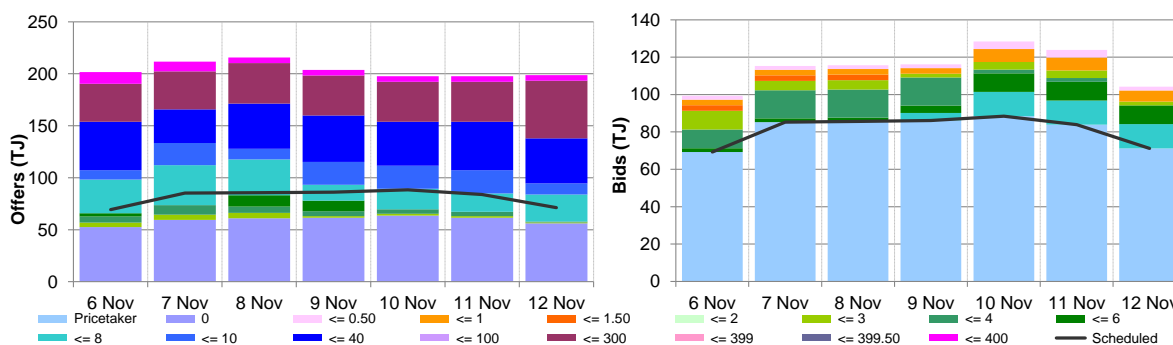 Offers (TJ)
250
200
150
100
50
0
6 Nov 7 Nov 8 Nov 9 Nov 10 Nov 11 Nov 12 Nov
Bids (TJ)
140
120
100
80
60
40
20
0
6 Nov 7 Nov 8 Nov 9 Nov 10 Nov 11 Nov 12 Nov
Pricetaker 0 <= 0.50 <= 1 <= 1.50 <= 2 <= 3 <= 4 <= 6
<= 8 <= 10 <= 40 <= 100 <= 300 <= 399 <= 399.50 <= 400 Scheduled